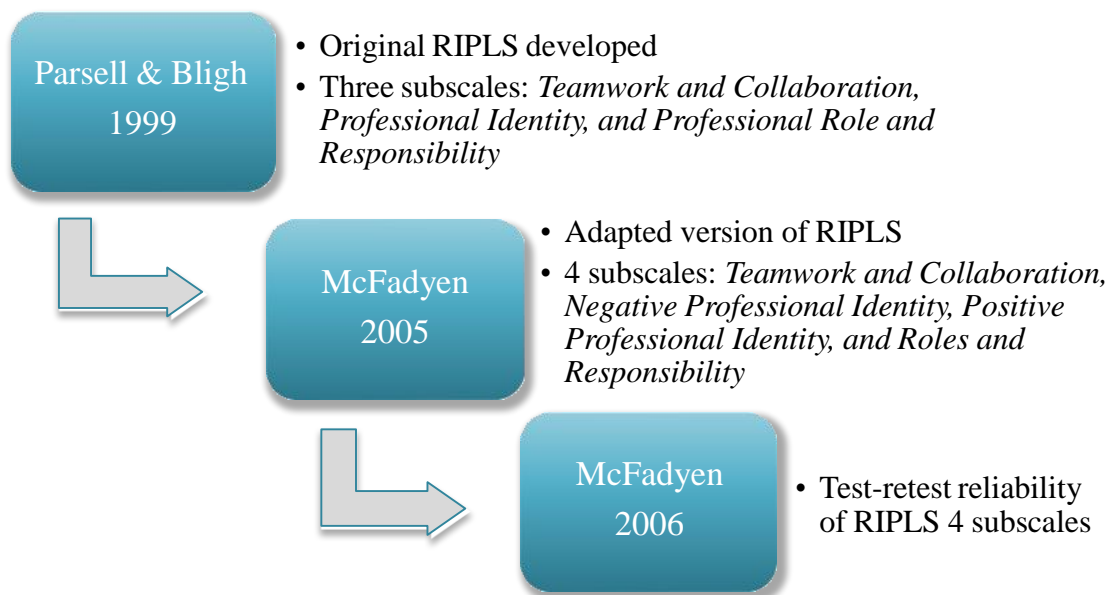 Parsell & Bligh
1999
• Original RIPLS developed
• Three subscales: Teamwork and Collaboration,
Professional Identity, and Professional Role and
Responsibility
McFadyen
2005
• Adapted version of RIPLS
• 4 subscales: Teamwork and Collaboration,
Negative Professional Identity, Positive
Professional Identity, and Roles and
Responsibility
McFadyen
2006
• Test-retest reliability
of RIPLS 4 subscales